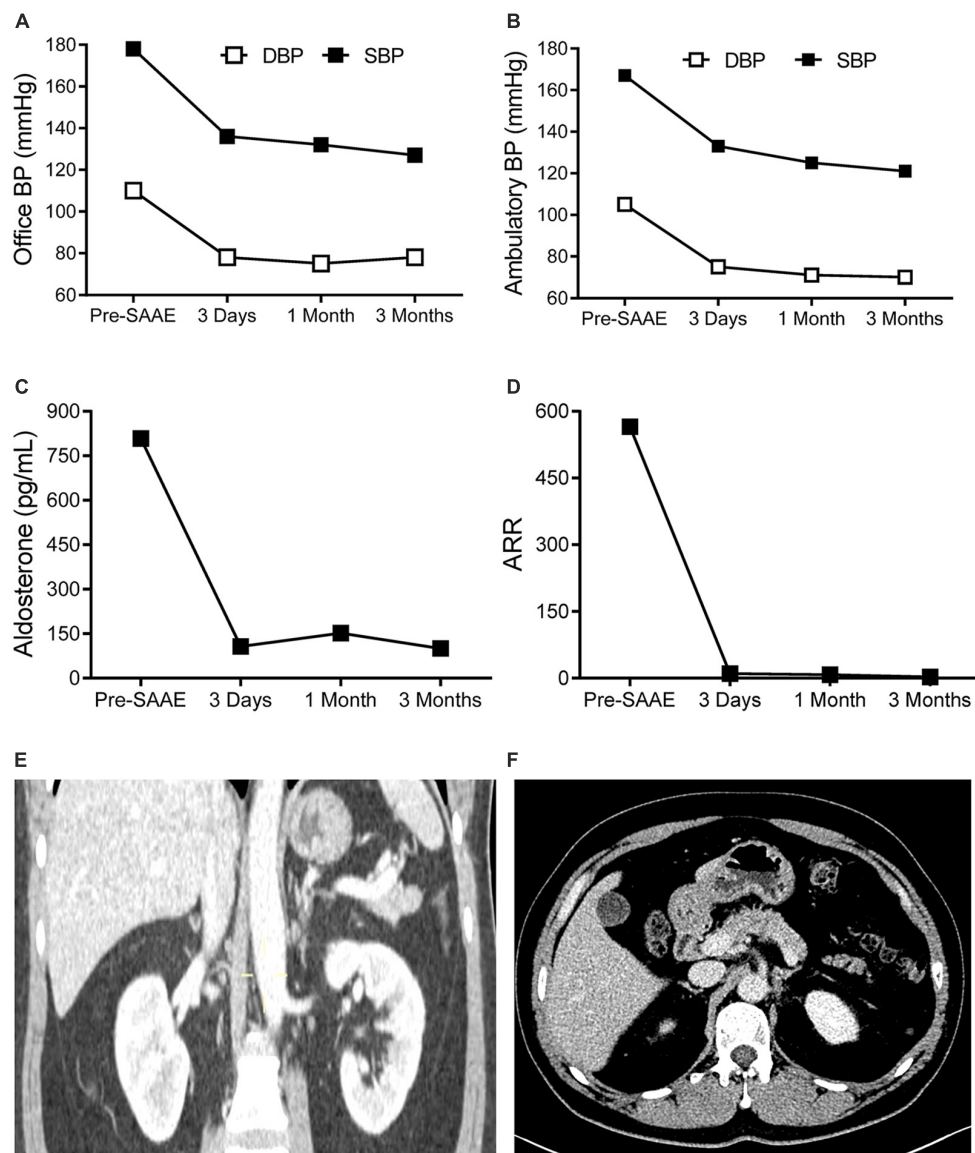 A
Office BP (mmHg)
DBP
SBP
180
160
140
120
100
80
60
Pre-SAAE
3 Days
1 Month
3 Months
B
Ambulatory BP (mmHg)
DBP
SBP
180
160
140
120
100
80
60
Pre-SAAE
3 Days
1 Month
3 Months
C
Aldosterone (pg/mL)
900
750
600
450
300
150
0
Pre-SAAE
3 Days
1 Month
3 Months
D
ARR
600
450
300
150
0
Pre-SAAE
3 Days
1 Month
3 Months
E
F